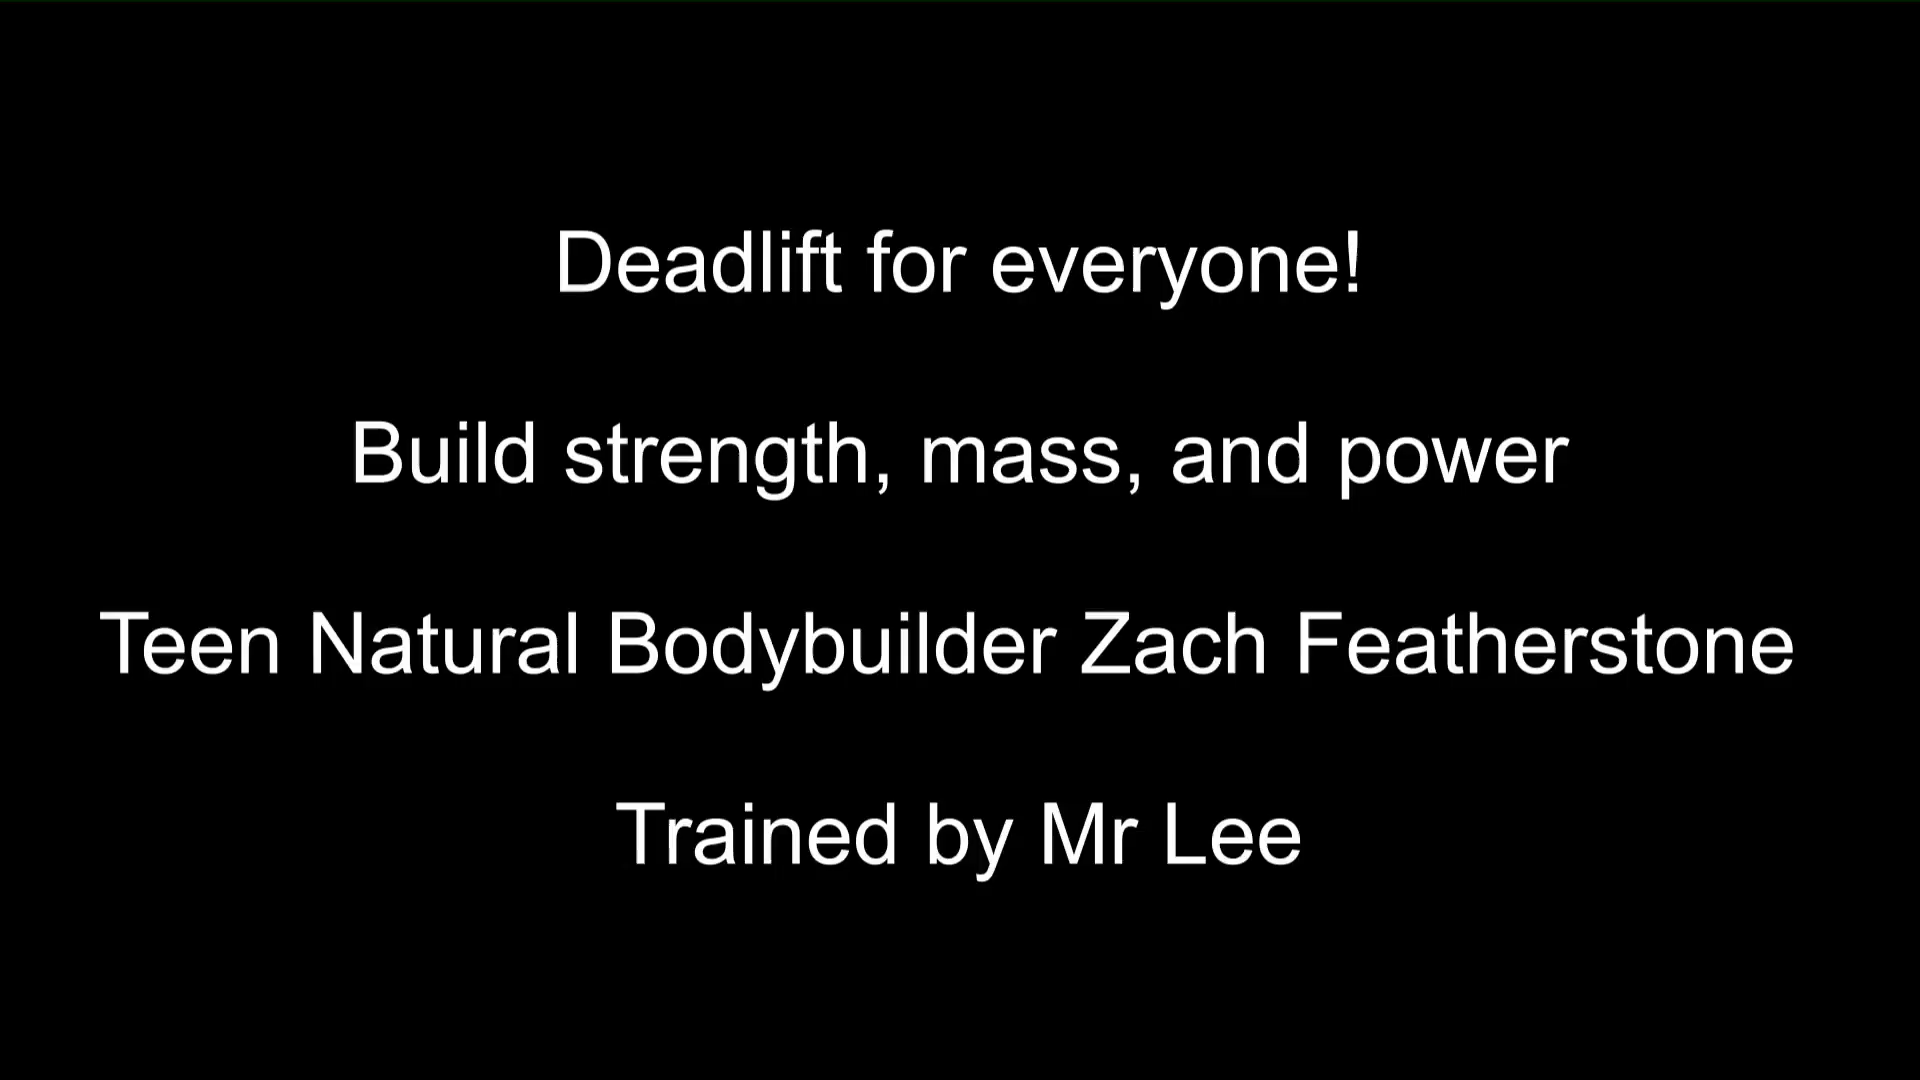 Deadlift for everyone!
Build strength, mass, and power
Teen Natural Bodybuilder Zach Featherstone
Trained by Mr Lee